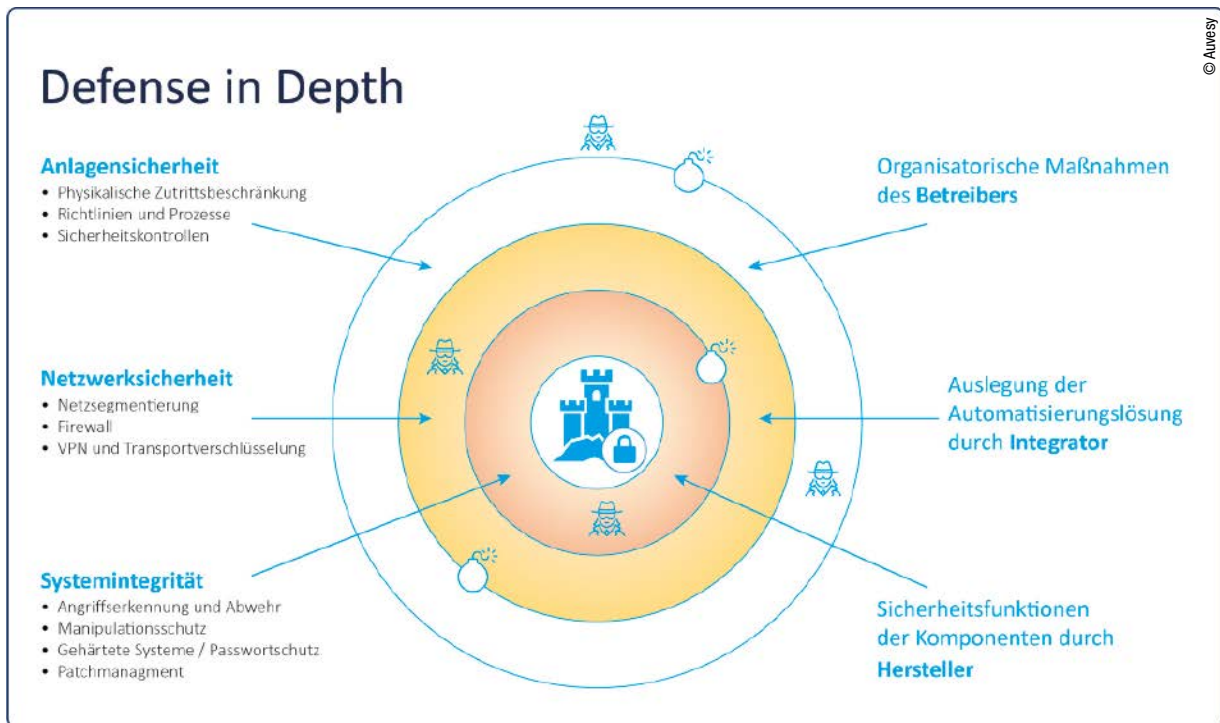 © Auvesy
Defense in Depth
Anlagensicherheit
• Physikalische Zutrittsbeschränkung
• Richtlinien und Prozesse
• Sicherheitskontrollen
Netzwerksicherheit
• Netzsegmentierung
• Firewall
• VPN und Transportverschlüsselung
Systemintegrität
• Angriffserkennung und Abwehr
• Manipulationsschutz
• Gehärtete Systeme / Passwortschutz
• Patchmanagment
Organisatorische Maßnahmen
des Betreibers
Auslegung der
Automatisierungslösung
durch Integrator
Sicherheitsfunktionen
der Komponenten durch
Hersteller